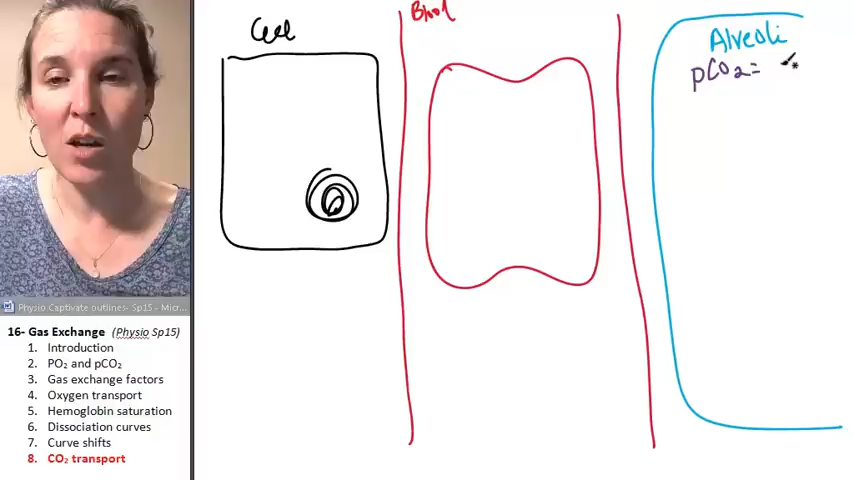 Cell
Blood
Alveoli
pCO₂=
Physio Captivate outlines- Sp15 - Micr...
16- Gas Exchange (Physio Sp15)
1. Introduction
2. PO₂ and pCO₂
3. Gas exchange factors
4. Oxygen transport
5. Hemoglobin saturation
6. Dissociation curves
7. Curve shifts
8. CO₂ transport